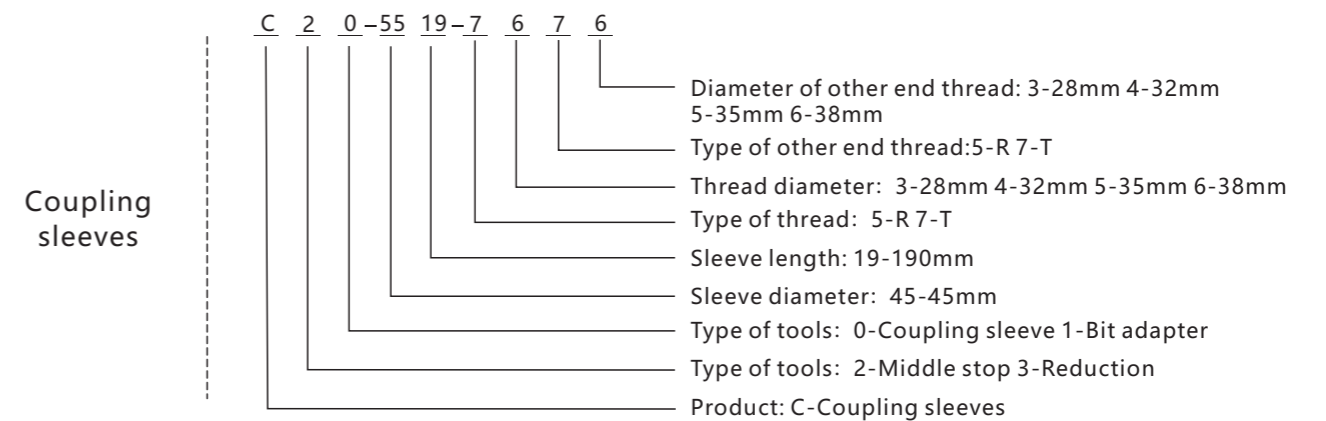 C 2 0 – 55 19 – 7 6 7 6
Diameter of other end thread: 3-28mm 4-32mm
5-35mm 6-38mm
Type of other end thread:5-R 7-T
Thread diameter: 3-28mm 4-32mm 5-35mm 6-38mm
Type of thread: 5-R 7-T
Sleeve length: 19-190mm
Sleeve diameter: 45-45mm
Type of tools: 0-Coupling sleeve 1-Bit adapter
Type of tools: 2-Middle stop 3-Reduction
Product: C-Coupling sleeves
Coupling
sleeves